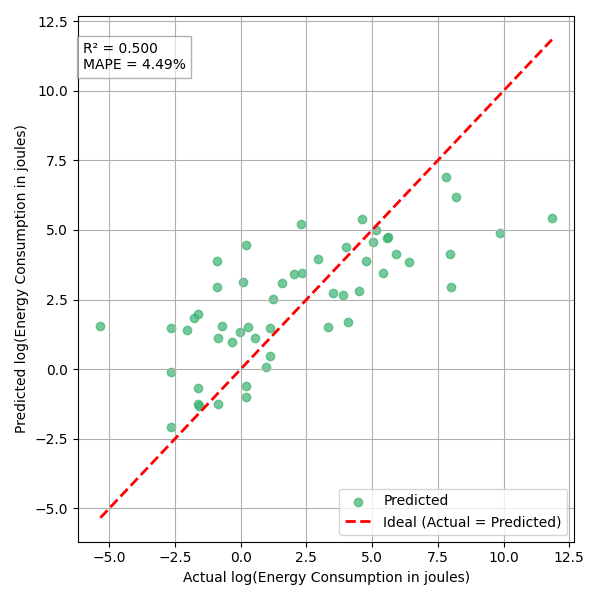 12.5
10.0
7.5
5.0
2.5
0.0
−2.5
−5.0
Predicted log(Energy Consumption in joules)
R² = 0.500
MAPE = 4.49%
Predicted
Ideal (Actual = Predicted)
−5.0 −2.5 0.0 2.5 5.0 7.5 10.0 12.5
Actual log(Energy Consumption in joules)